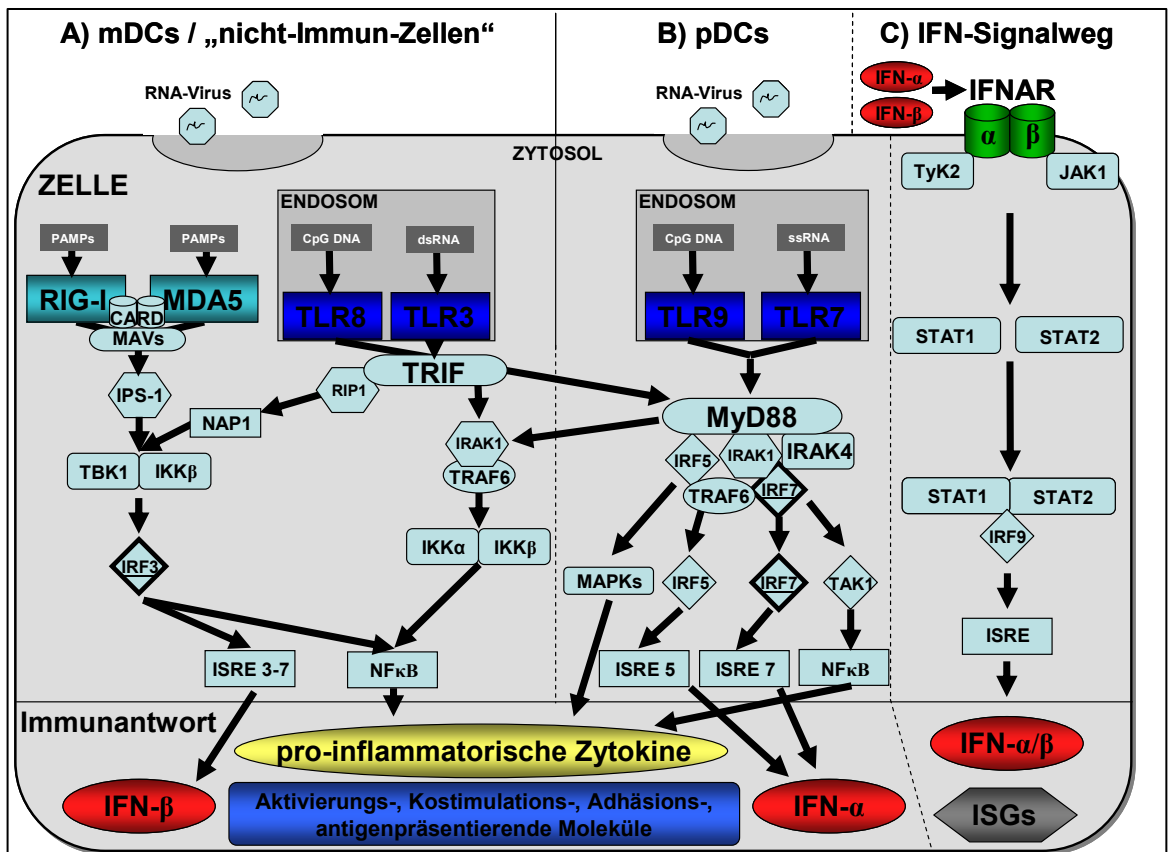 A) mDCs / „nicht-Immun-Zellen“
B) pDCs
C) IFN-Signalweg
RNA-Virus
RNA-Virus
IFN-α
IFN-β
IFNAR
α
β
ZYTOSOL
TyK2
JAK1
ZELLE
ENDOSOM
ENDOSOM
PAMPs
PAMPs
CpG DNA
dsRNA
CpG DNA
ssRNA
RIG-I
MDA5
CARD
MAVs
TLR8
TLR3
TLR9
TLR7
STAT1
STAT2
TRIF
RIP1
IPS-1
NAP1
MyD88
IRAK1
TRAF6
IRF5
IRAK1
IRAK4
TRAF6
IRF7
TBK1
IKKβ
STAT1
STAT2
IRF9
IKKα
IKKβ
IRF3
MAPKs
IRF5
IRF7
TAK1
ISRE
ISRE 3-7
NFκB
ISRE 5
ISRE 7
NFκB
Immunantwort
pro-inflammatorische Zytokine
IFN-α/β
IFN-β
Aktivierungs-, Kostimulations-, Adhäsions-,
antigenpräsentierende Moleküle
IFN-α
ISGs